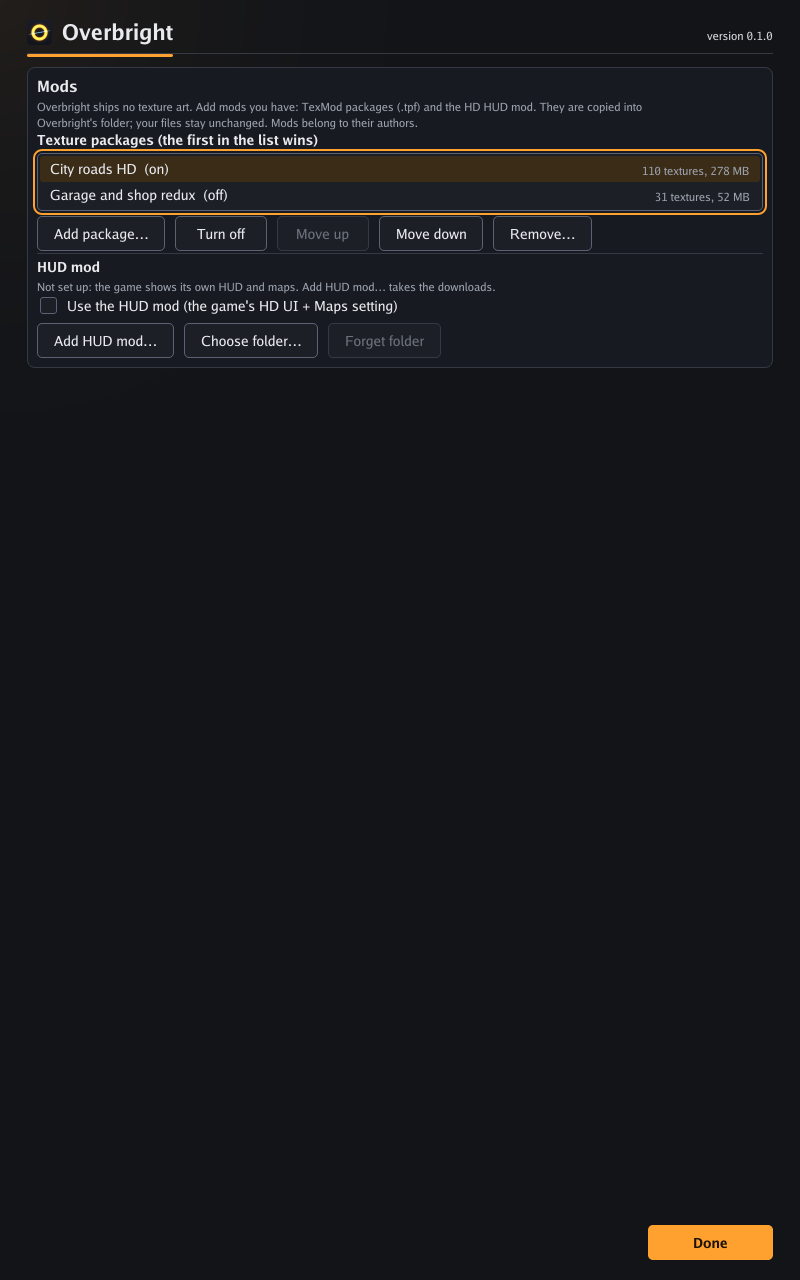 Overbright
version 0.1.0
Mods
Overbright ships no texture art. Add mods you have: TexMod packages (.tpf) and the HD HUD mod. They are copied into
Overbright's folder; your files stay unchanged. Mods belong to their authors.
Texture packages (the first in the list wins)
City roads HD (on) 110 textures, 278 MB
Garage and shop redux (off) 31 textures, 52 MB
Add package... Turn off Move up Move down Remove...
HUD mod
Not set up: the game shows its own HUD and maps. Add HUD mod... takes the downloads.
Use the HUD mod (the game's HD UI + Maps setting)
Add HUD mod... Choose folder... Forget folder
Done